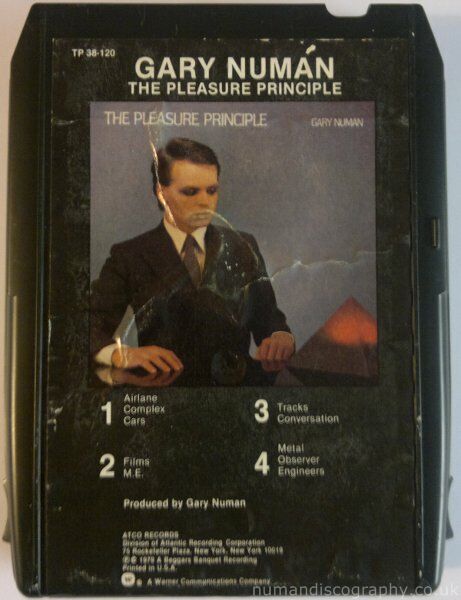 TP 38-120
GARY NUMAN
THE PLEASURE PRINCIPLE
THE PLEASURE PRINCIPLE GARY NUMAN
1 Airlane
Complex
Cars
2 Films
M.E.
3 Tracks
Conversation
4 Metal
Observer
Engineers
Produced by Gary Numan
ATCO RECORDS
Division of Atlantic Recording Corporation
75 Rockefeller Plaza, New York, New York 10019
℗ © 1979 A Beggars Banquet Recording
Printed in U.S.A.
W ® A Warner Communications Company
numandiscography.co.uk